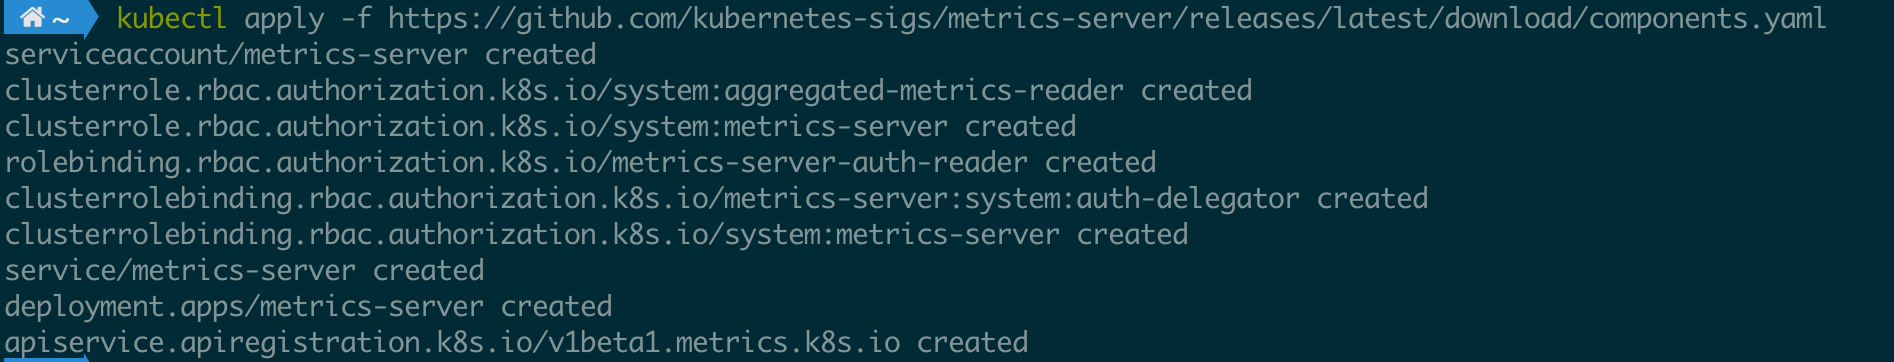 ~ kubectl apply -f https://github.com/kubernetes-sigs/metrics-server/releases/latest/download/components.yaml
serviceaccount/metrics-server created
clusterrole.rbac.authorization.k8s.io/system:aggregated-metrics-reader created
clusterrole.rbac.authorization.k8s.io/system:metrics-server created
rolebinding.rbac.authorization.k8s.io/metrics-server-auth-reader created
clusterrolebinding.rbac.authorization.k8s.io/metrics-server:system:auth-delegator created
clusterrolebinding.rbac.authorization.k8s.io/system:metrics-server created
service/metrics-server created
deployment.apps/metrics-server created
apiservice.apiregistration.k8s.io/v1beta1.metrics.k8s.io created